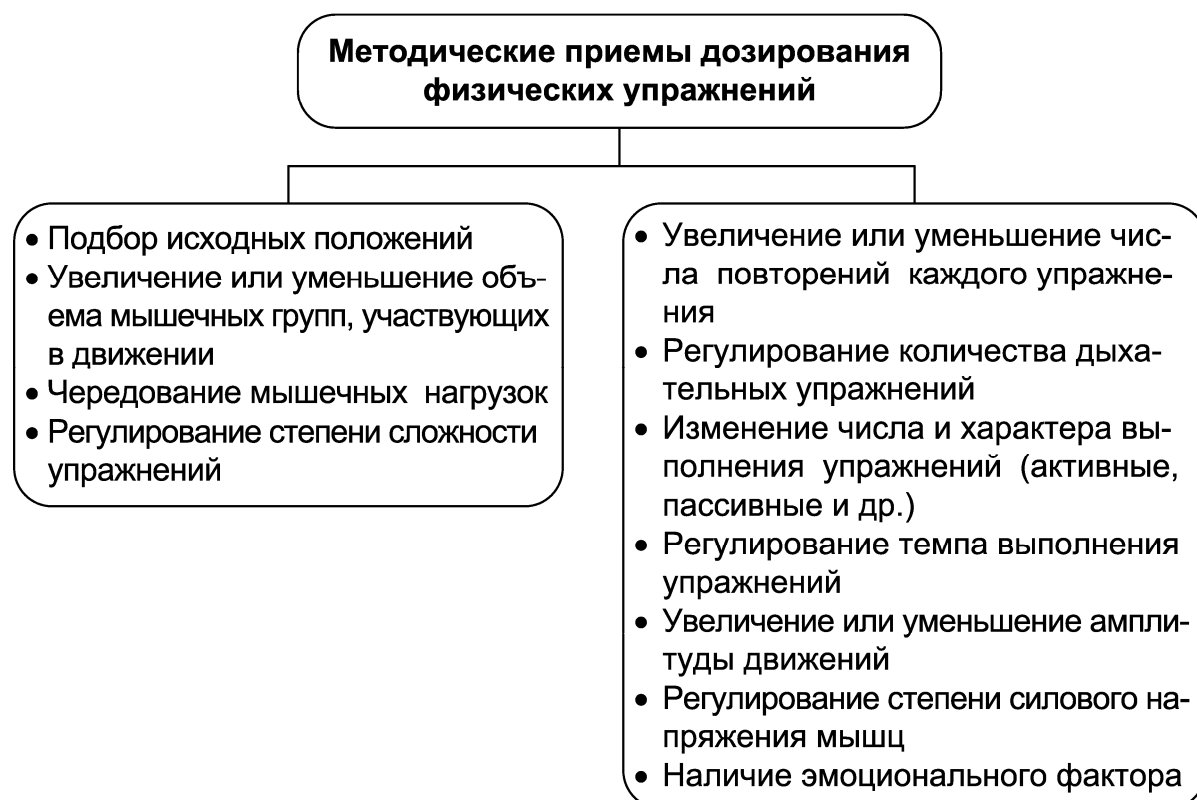 Методические приемы дозирования
физических упражнений
• Подбор исходных положений
• Увеличение или уменьшение объ-
ема мышечных групп, участвующих
в движении
• Чередование мышечных нагрузок
• Регулирование степени сложности
упражнений
• Увеличение или уменьшение чис-
ла повторений каждого упражне-
ния
• Регулирование количества дыха-
тельных упражнений
• Изменение числа и характера вы-
полнения упражнений (активные,
пассивные и др.)
• Регулирование темпа выполнения
упражнений
• Увеличение или уменьшение ампли-
туды движений
• Регулирование степени силового на-
пряжения мышц
• Наличие эмоционального фактора